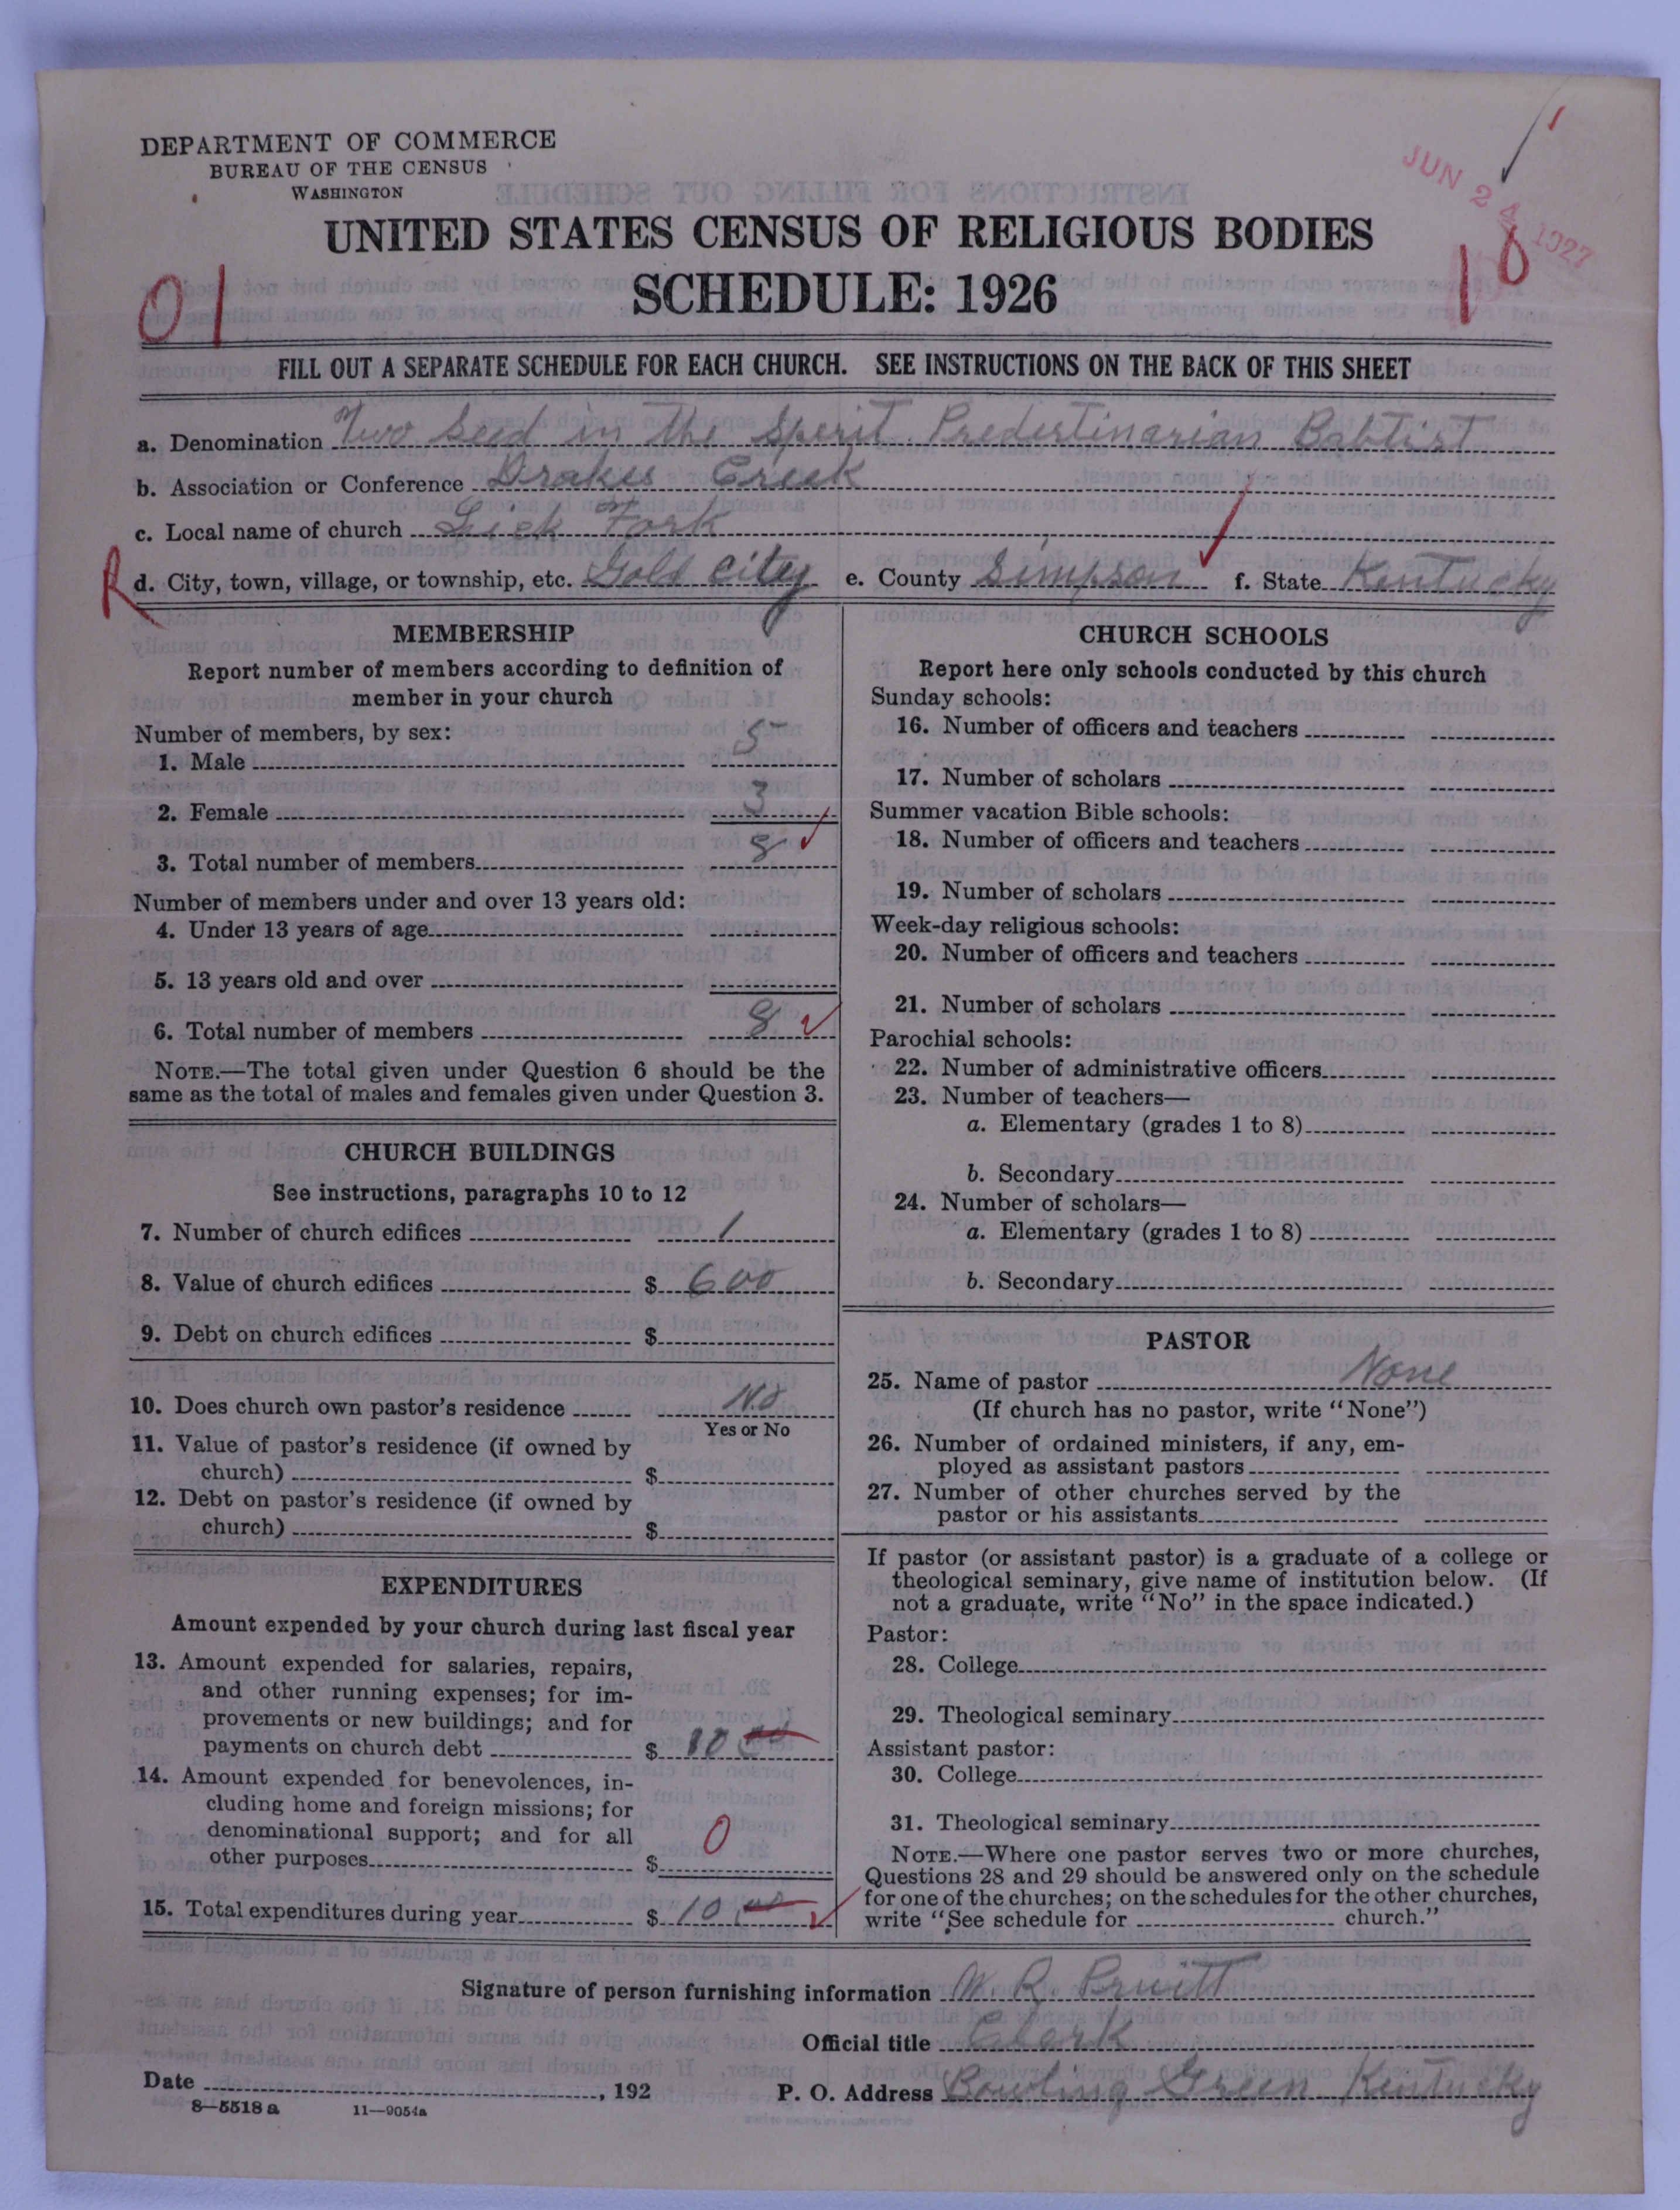 DEPARTMENT OF COMMERCE
BUREAU OF THE CENSUS
WASHINGTON
JUN 24 1927
UNITED STATES CENSUS OF RELIGIOUS BODIES
SCHEDULE: 1926
01
10
FILL OUT A SEPARATE SCHEDULE FOR EACH CHURCH. SEE INSTRUCTIONS ON THE BACK OF THIS SHEET
a. Denomination Two Seed in the Sperit Predestinarian Babtist
b. Association or Conference Drakes Creek
c. Local name of church Lick Fork
R d. City, town, village, or township, etc. Gold City e. County Simpson f. State Kentucky
MEMBERSHIP
Report number of members according to definition of
member in your church
Number of members, by sex:
1. Male 5
2. Female 3
3. Total number of members 8
Number of members under and over 13 years old:
4. Under 13 years of age
5. 13 years old and over
6. Total number of members 8
NOTE.—The total given under Question 6 should be the
same as the total of males and females given under Question 3.
CHURCH BUILDINGS
See instructions, paragraphs 10 to 12
7. Number of church edifices 1
8. Value of church edifices $ 600
9. Debt on church edifices $
10. Does church own pastor's residence No
Yes or No
11. Value of pastor's residence (if owned by
church) $
12. Debt on pastor's residence (if owned by
church) $
EXPENDITURES
Amount expended by your church during last fiscal year
13. Amount expended for salaries, repairs,
and other running expenses; for im-
provements or new buildings; and for
payments on church debt $ 10 00
14. Amount expended for benevolences, in-
cluding home and foreign missions; for
denominational support; and for all
other purposes $ 0
15. Total expenditures during year $ 10 00
CHURCH SCHOOLS
Report here only schools conducted by this church
Sunday schools:
16. Number of officers and teachers
17. Number of scholars
Summer vacation Bible schools:
18. Number of officers and teachers
19. Number of scholars
Week-day religious schools:
20. Number of officers and teachers
21. Number of scholars
Parochial schools:
22. Number of administrative officers
23. Number of teachers—
a. Elementary (grades 1 to 8)
b. Secondary
24. Number of scholars—
a. Elementary (grades 1 to 8)
b. Secondary
PASTOR
25. Name of pastor None
(If church has no pastor, write "None")
26. Number of ordained ministers, if any, em-
ployed as assistant pastors
27. Number of other churches served by the
pastor or his assistants
If pastor (or assistant pastor) is a graduate of a college or
theological seminary, give name of institution below. (If
not a graduate, write "No" in the space indicated.)
Pastor:
28. College
29. Theological seminary
Assistant pastor:
30. College
31. Theological seminary
NOTE.—Where one pastor serves two or more churches,
Questions 28 and 29 should be answered only on the schedule
for one of the churches; on the schedules for the other churches,
write "See schedule for church."
Signature of person furnishing information W. R. Pruitt
Official title Clerk
Date , 192 P. O. Address Bowling Green Kentucky
8—5518 a 11—9054a